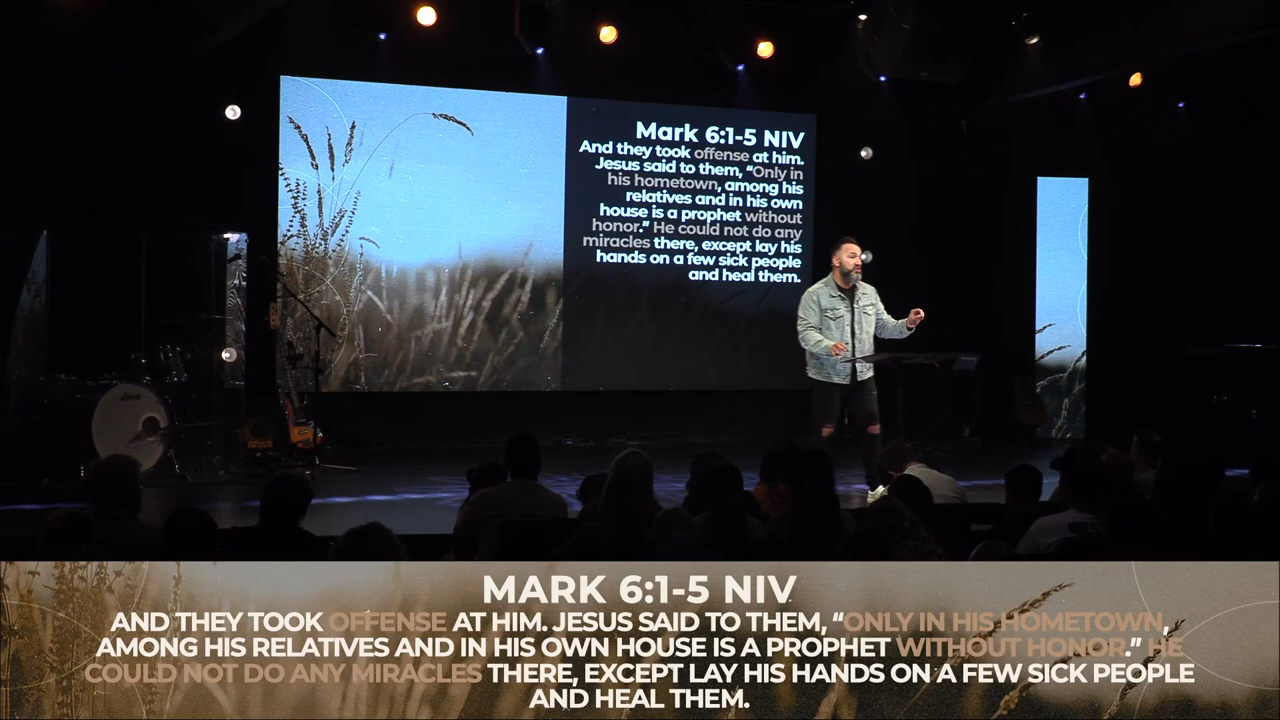 Mark 6:1-5 NIV
And they took offense at him.
Jesus said to them, “Only in
his hometown, among his
relatives and in his own
house is a prophet without
honor.” He could not do any
miracles there, except lay his
hands on a few sick people
and heal them.
Ludwig
MARK 6:1-5 NIV
AND THEY TOOK OFFENSE AT HIM. JESUS SAID TO THEM, “ONLY IN HIS HOMETOWN,
AMONG HIS RELATIVES AND IN HIS OWN HOUSE IS A PROPHET WITHOUT HONOR.” HE
COULD NOT DO ANY MIRACLES THERE, EXCEPT LAY HIS HANDS ON A FEW SICK PEOPLE
AND HEAL THEM.